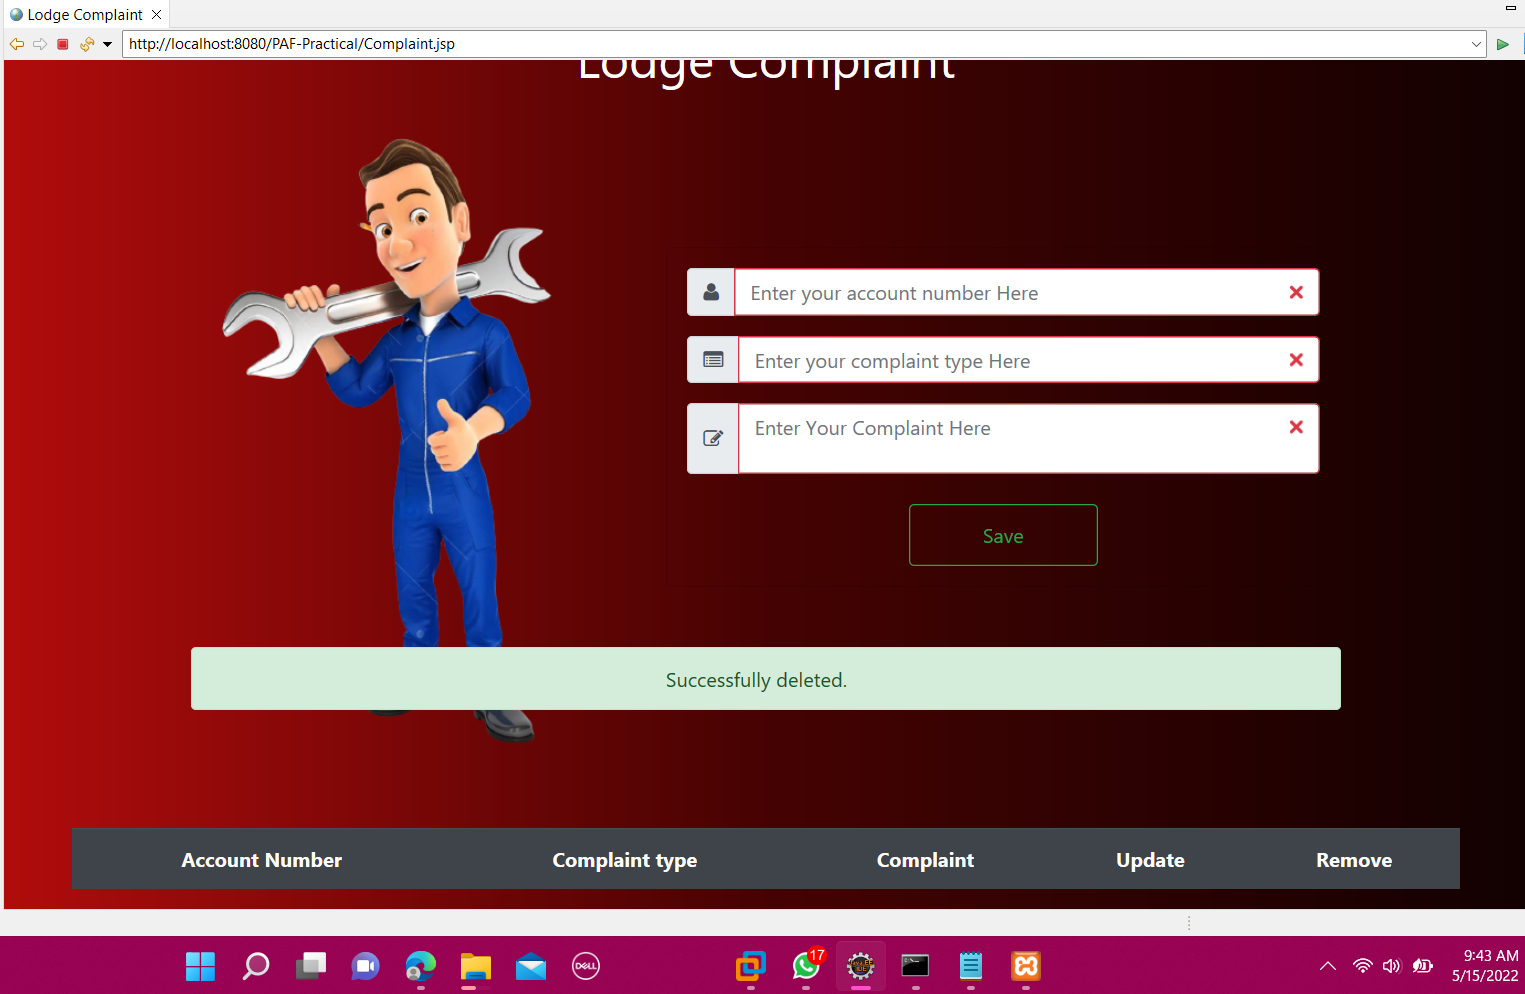 Lodge Complaint
http://localhost:8080/PAF-Practical/Complaint.jsp
Lodge Complaint
Enter your account number Here
Enter your complaint type Here
Enter Your Complaint Here
Save
Successfully deleted.
Account Number Complaint type Complaint Update Remove
DELL
17
9:43 AM
5/15/2022